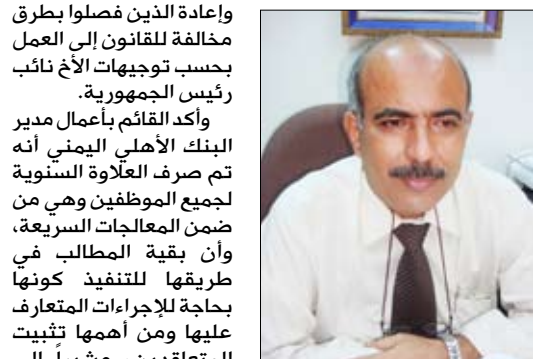 وإعادة الذين فصلوا بطرق
مخالفة للقانون إلى العمل
بحسب توجيهات الأخ نائب
رئيس الجمهورية.
وأكد القائم بأعمال مدير
البنك الأهلي اليمني أنه
تم صرف العلاوة السنوية
لجميع الموظفين وهي من
ضمن المعالجات السريعة،
وأن بقية المطالب في
طريقها للتنفيذ كونها
بحاجة للإجراءات المتعارف
عليها ومن أهمها تثبيت